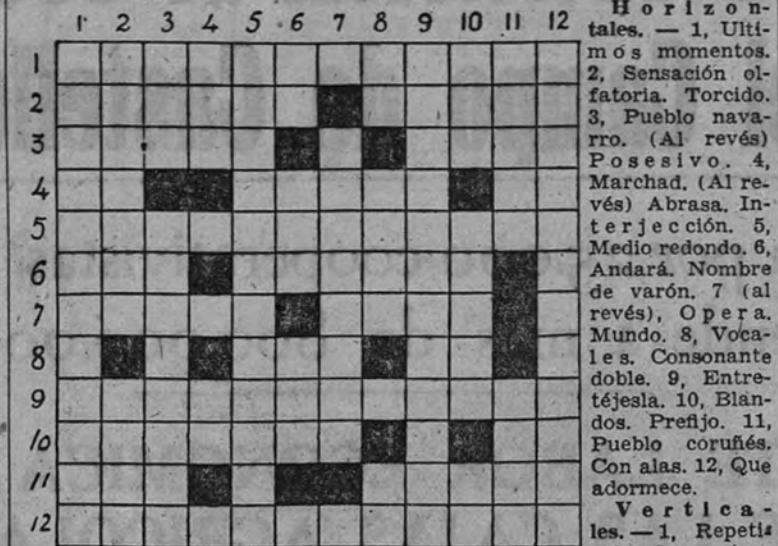 1 2 3 4 5 6 7 8 9 10 11 12
1
2
3
4
5
6
7
8
9
10
11
12
Horizon-
tales. — 1, Ulti-
mós momentos.
2, Sensación ol-
fatoria. Torcido.
3, Pueblo nava-
rro. (Al revés)
Posesivo. 4,
Marchad. (Al re-
vés) Abrasa. In-
terjección. 5,
Medio redondo. 6,
Andará. Nombre
de varón. 7 (al
revés), Opera.
Mundo. 8, Voca-
les. Consonante
doble. 9, Entre-
téjesla. 10, Blan-
dos. Prefijo. 11,
Pueblo coruñés.
Con alas. 12, Que
adormece.
Vertica-
les. — 1, Repeti